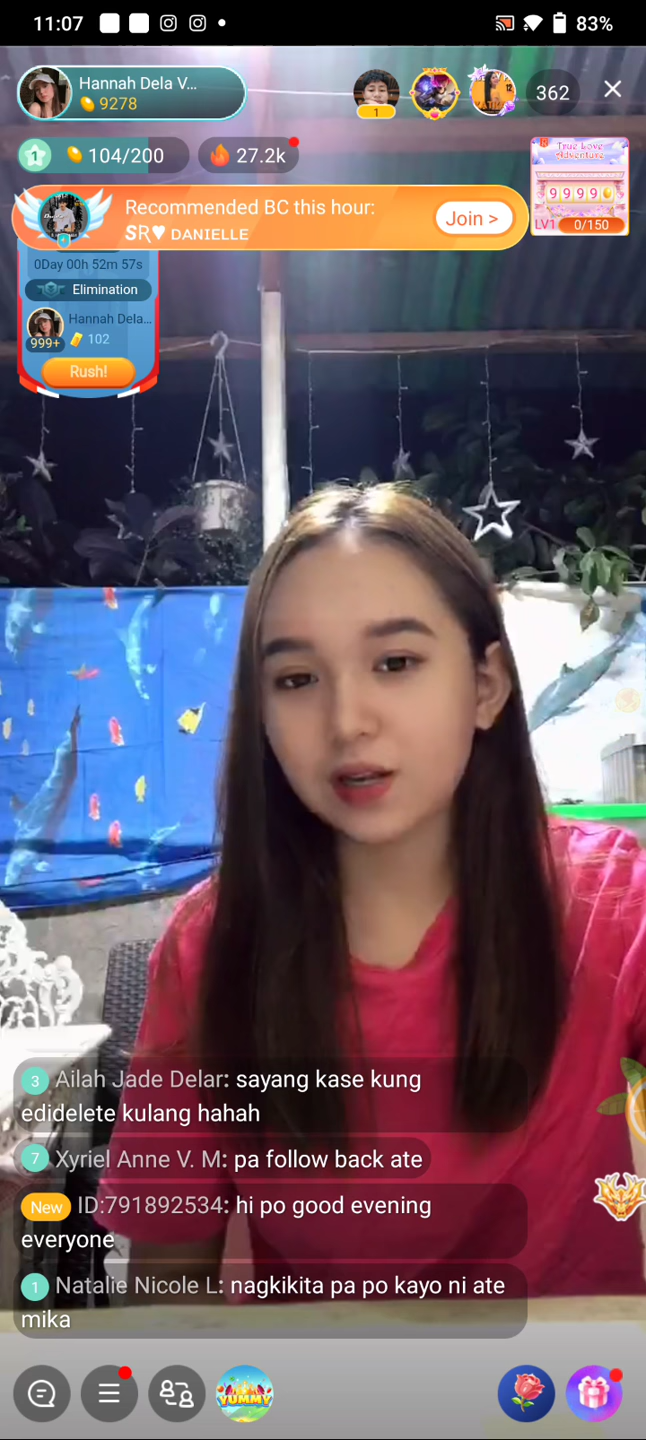 11:07
83%
Hannah Dela V...
9278
1
362
1
104/200
27.2k
True Love
Adventure
9999
LV1
0/150
Recommended BC this hour:
SR♥ DANIELLE
Join >
0Day 00h 52m 57s
Elimination
Hannah Dela...
999+
102
Rush!
3 Ailah Jade Delar: sayang kase kung
edidelete kulang hahah
7 Xyriel Anne V. M: pa follow back ate
New ID:791892534: hi po good evening
everyone
1 Natalie Nicole L: nagkikita pa po kayo ni ate
mika
YUMMY